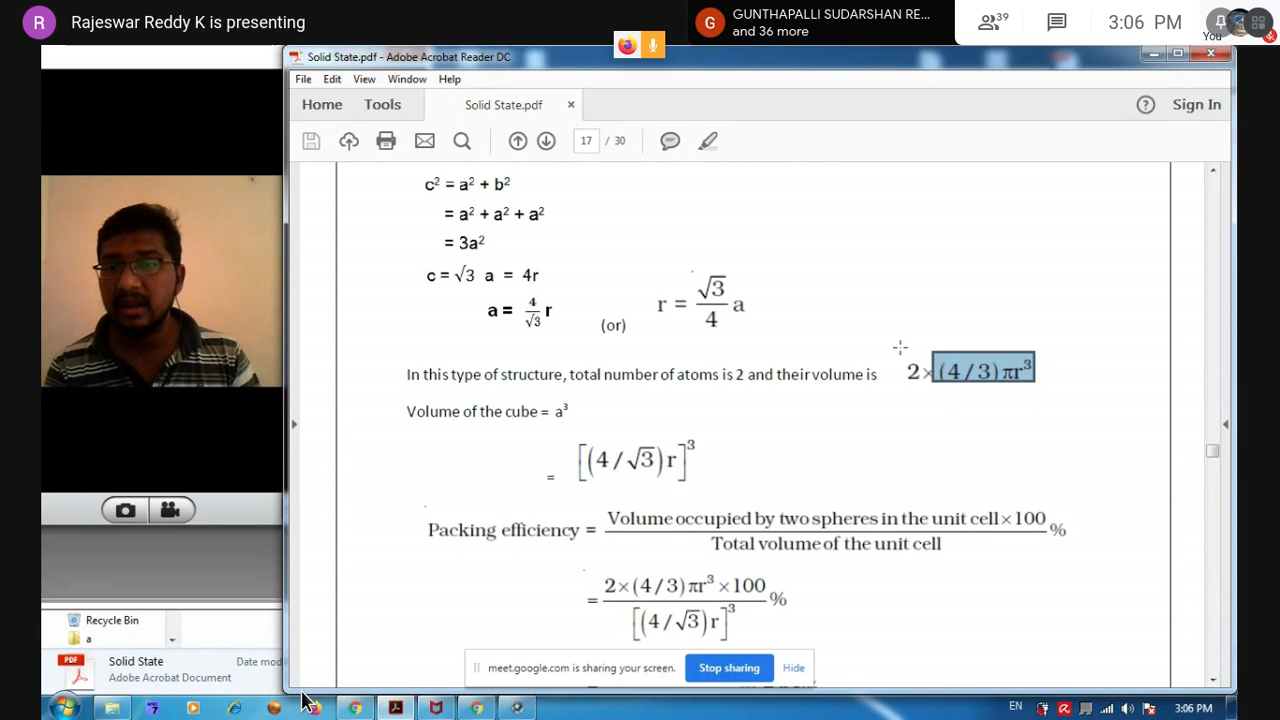 R Rajeswar Reddy K is presenting
G GUNTHAPALLI SUDARSHAN RE...
and 36 more
39
3:06 PM
You
Solid State.pdf - Adobe Acrobat Reader DC
File Edit View Window Help
Home Tools Solid State.pdf × Sign In
17 / 30
c² = a² + b²
= a² + a² + a²
= 3a²
c = √3 a = 4r
a = 4/√3 r (or) r = √3/4 a
In this type of structure, total number of atoms is 2 and their volume is 2×(4/3)πr³
Volume of the cube = a³
= [(4/√3)r]³
Packing efficiency = Volume occupied by two spheres in the unit cell×100 / Total volume of the unit cell %
= 2×(4/3)πr³×100 / [(4/√3)r]³ %
meet.google.com is sharing your screen. Stop sharing Hide
Recycle Bin
a
PDF
Solid State Date mod
Adobe Acrobat Document
EN 3:06 PM